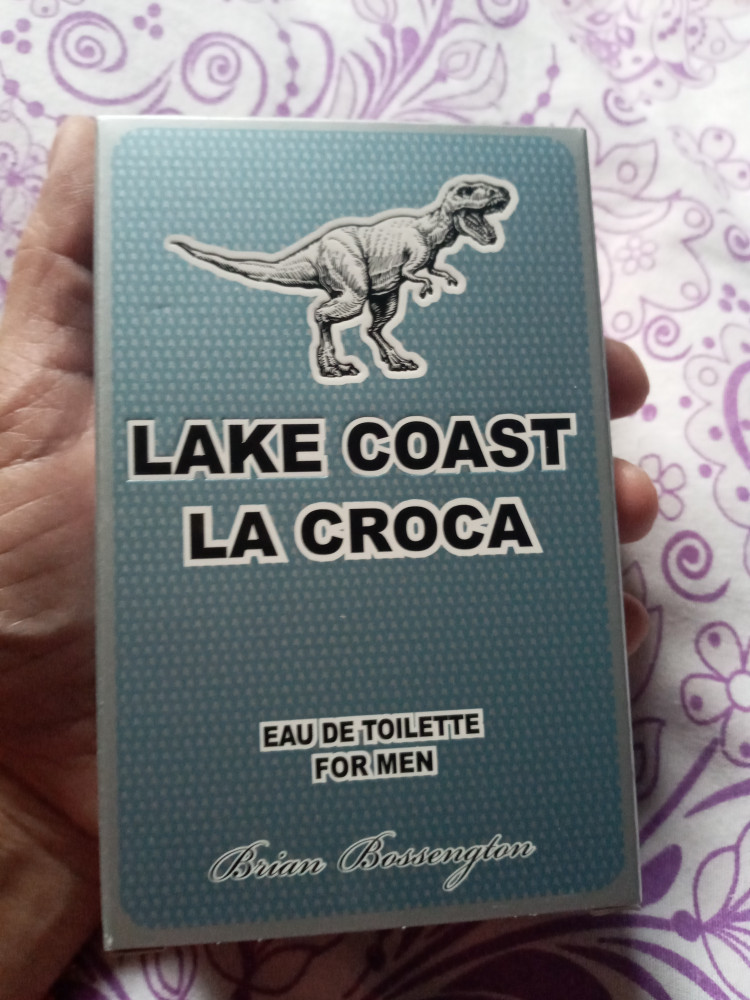 LAKE COAST
LA CROCA
EAU DE TOILETTE
FOR MEN
Brian Bossengton